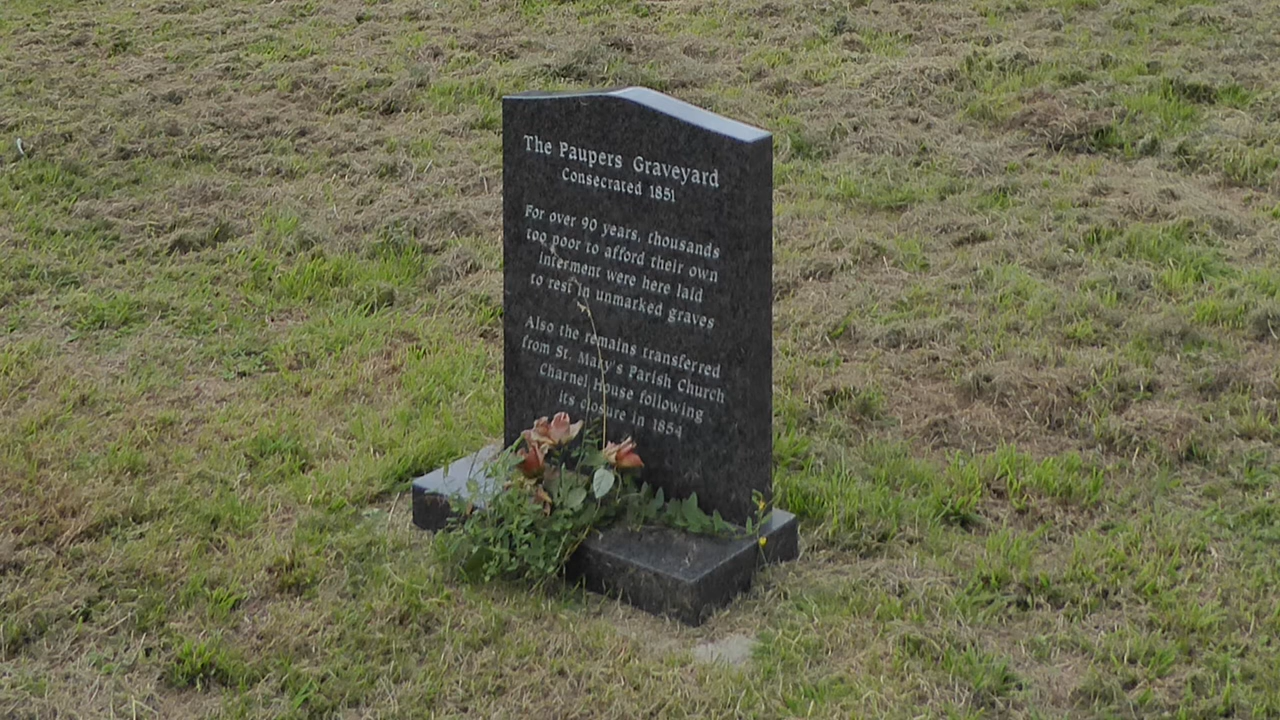 The Paupers Graveyard
Consecrated 1851
For over 90 years, thousands
too poor to afford their own
interment were here laid
to rest in unmarked graves
Also the remains transferred
from St. Mary's Parish Church
Charnel House following
its closure in 1854